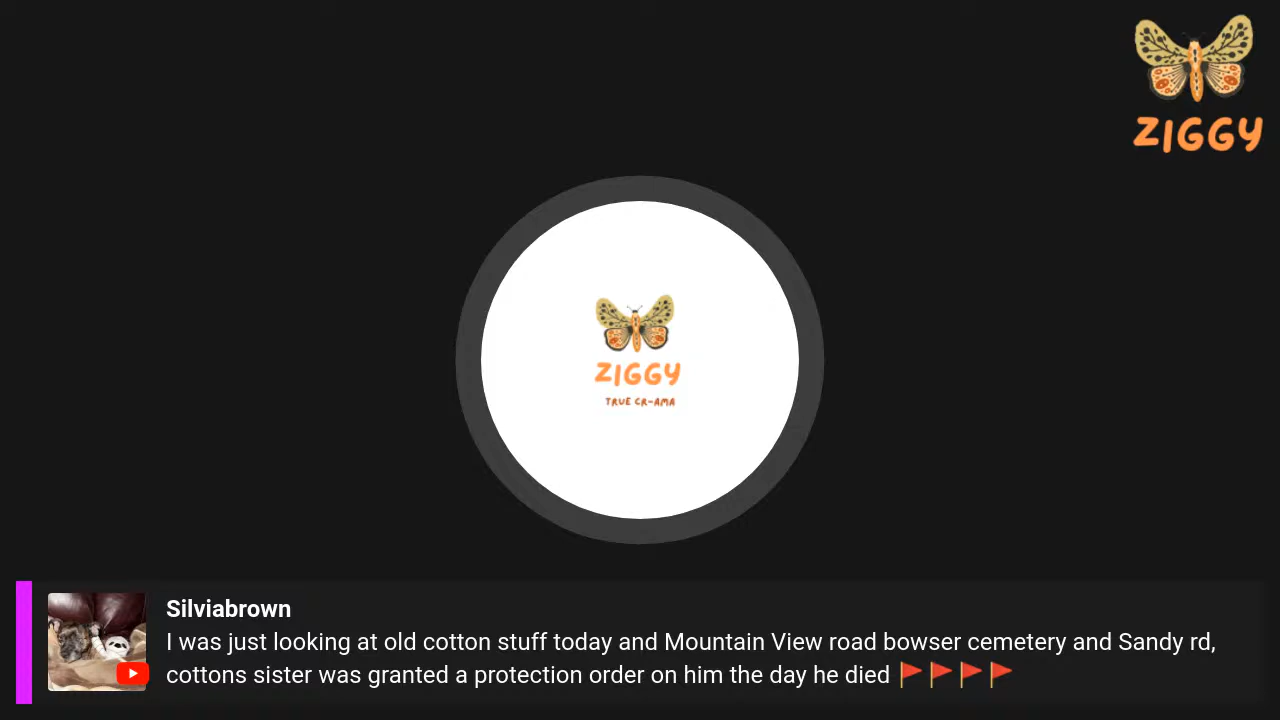 ZIGGY
ZIGGY
TRUE CR-AMA
Silviabrown
I was just looking at old cotton stuff today and Mountain View road bowser cemetery and Sandy rd,
cottons sister was granted a protection order on him the day he died 🚩🚩🚩🚩